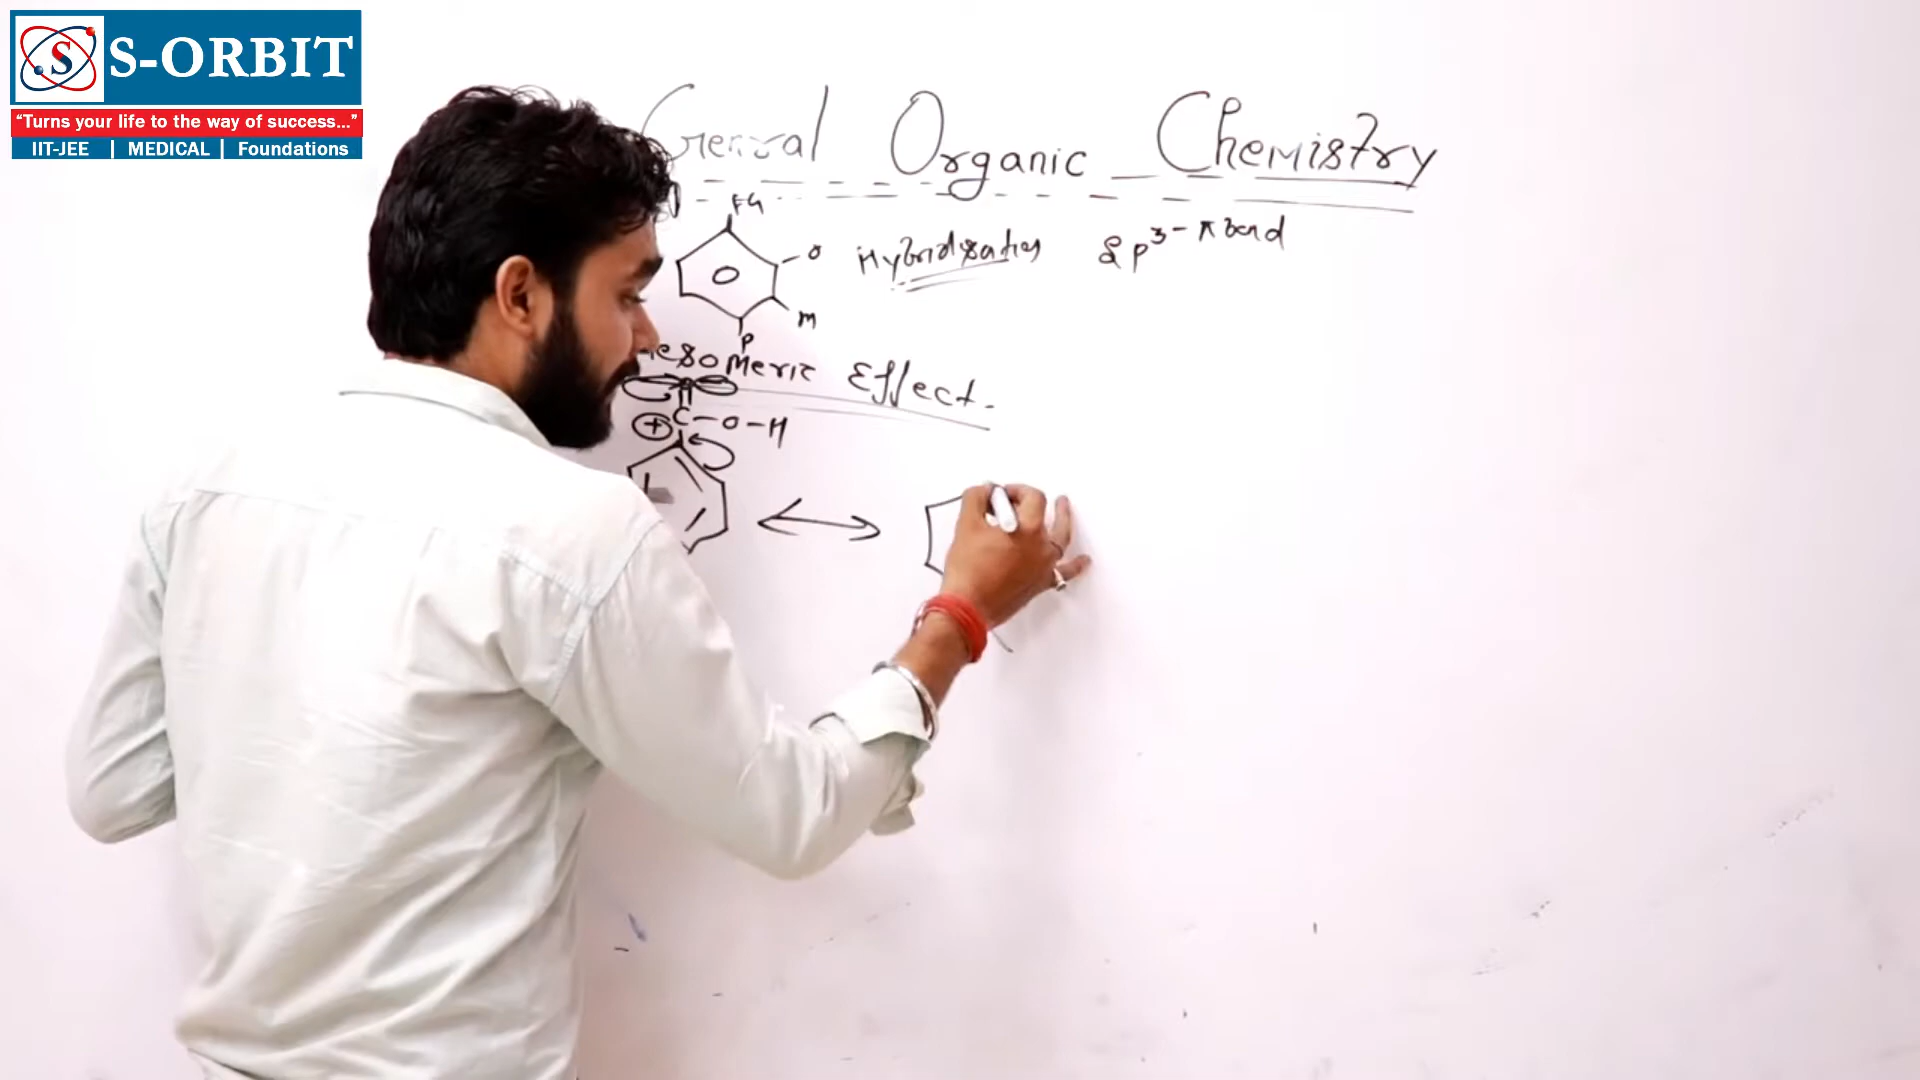 S
S-ORBIT
“Turns your life to the way of success...”
IIT-JEE | MEDICAL | Foundations
General Organic Chemistry
FG
o
Hybridization Sp³-π bond
m
P
Mesomeric Effect.
+ C-O-H